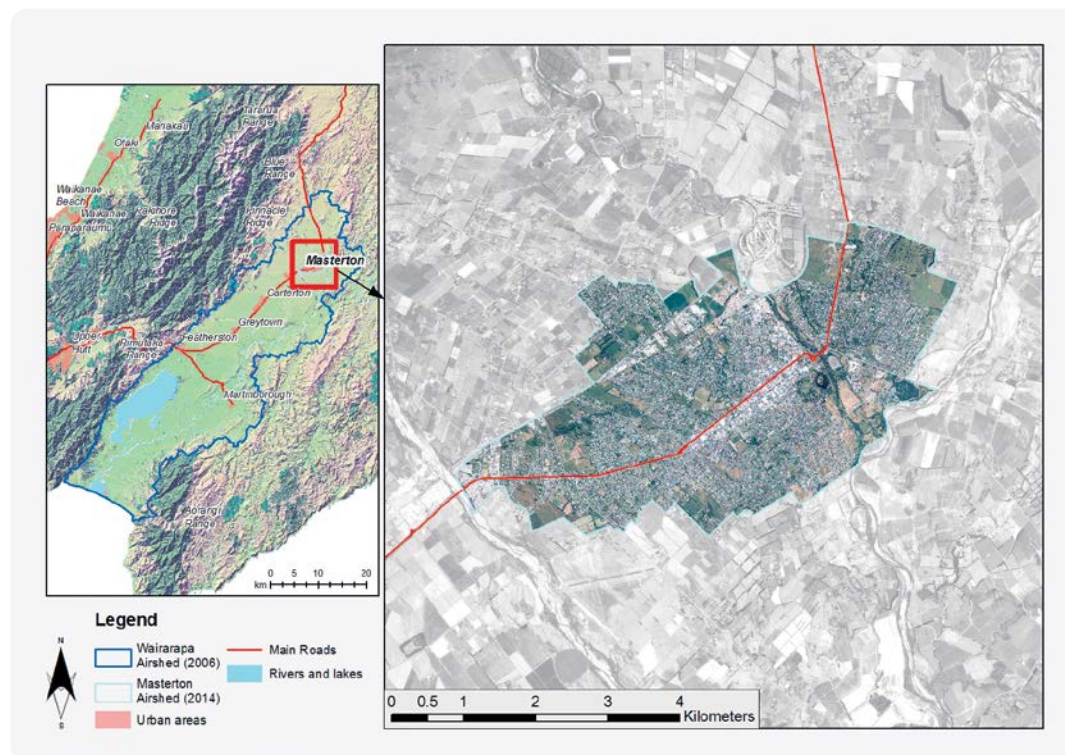 Tararua
Range
Manakau
Otaki
Blue Range
Waikanae
Beach
Waikanae
Paraparaumu
Pakihore
Ridge
Pinnacle
Ridge
Masterton
Carterton
Greytown
Featherston
Upper
Hutt
Rimutaka
Range
Martinborough
Aorangi
Range
0 5 10 20
km
Legend
N
S
Wairarapa
Airshed (2006)
Masterton
Airshed (2014)
Urban areas
Main Roads
Rivers and lakes
0 0.5 1 2 3 4
Kilometers